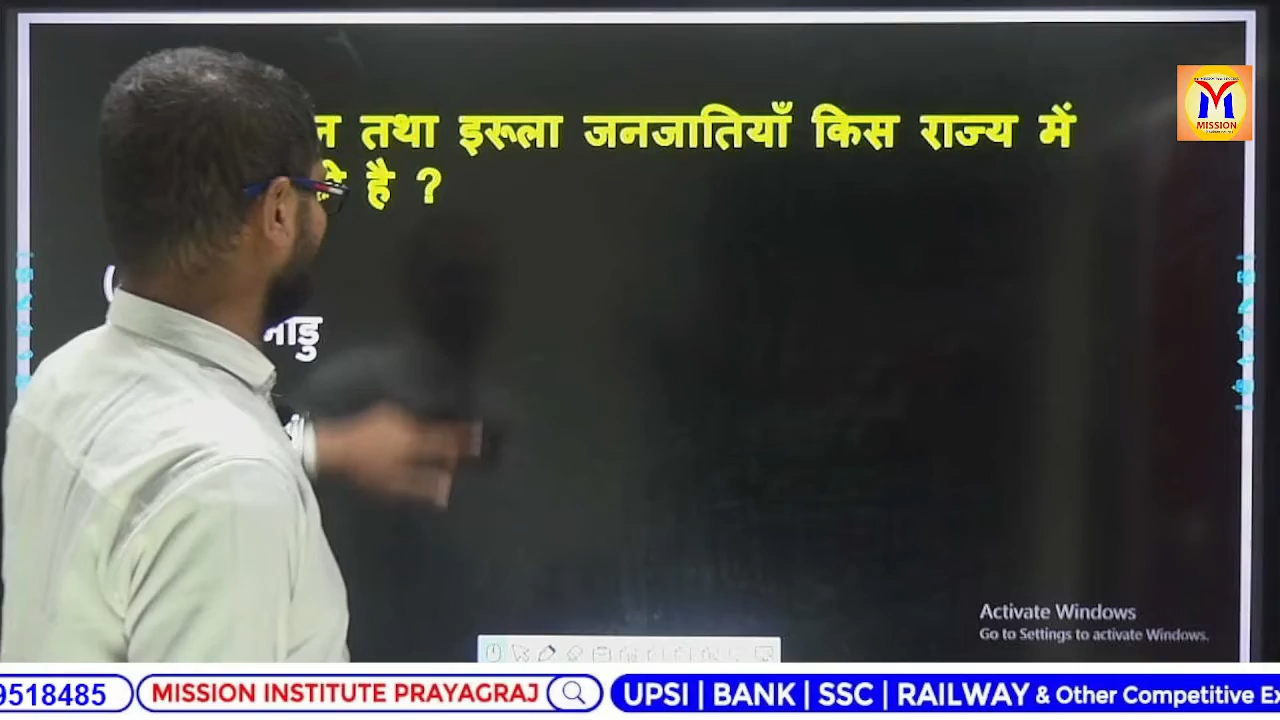 तथा इरूला जनजातियाँ किस राज्य में
है ?
MISSION
Activate Windows
Go to Settings to activate Windows.
9518485
MISSION INSTITUTE PRAYAGRAJ
UPSI | BANK | SSC | RAILWAY & Other Competitive Ex